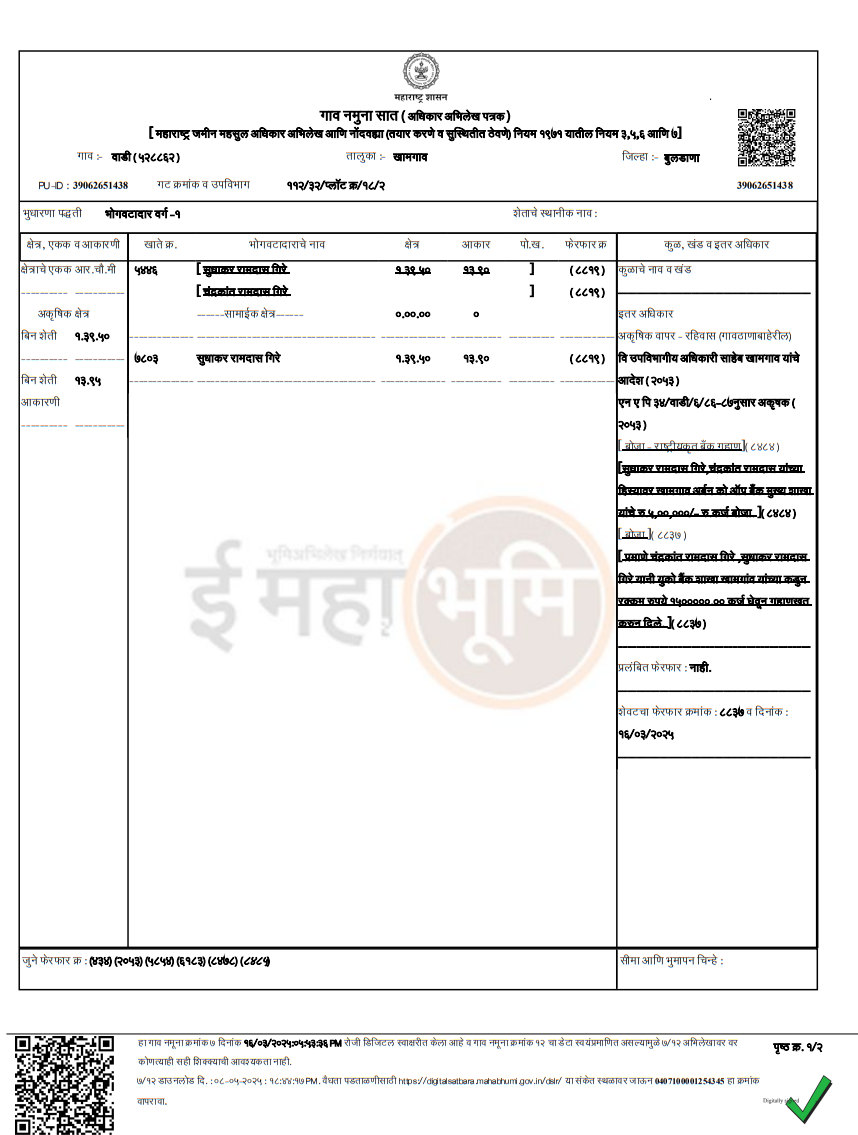 महाराष्ट्र शासन
गाव नमुना सात ( अधिकार अभिलेख पत्रक )
[ महाराष्ट्र जमीन महसुल अधिकार अभिलेख आणि नोंदवह्या (तयार करणे व सुस्थितीत ठेवणे) नियम १९७१ यातील नियम ३,५,६ आणि ७]
गाव :- वाडी (५२८८६२) तालुका :- खामगाव जिल्हा :- बुलडाणा
PU-ID : 39062651438 गट क्रमांक व उपविभाग ११२/३२/प्लॉट क्र/१८/२ 39062651438
भुधारणा पद्धती भोगवटादार वर्ग -१ शेताचे स्थानीक नाव :
क्षेत्र, एकक व आकारणी खाते क्र. भोगवटादाराचे नाव क्षेत्र आकार पो.ख. फेरफार क्र कुळ, खंड व इतर अधिकार
क्षेत्राचे एकक आर.चौ.मी ५४४६ [ सुधाकर रामदास गिरे १.३९.५० १३.९० ] (८८१९) कुळाचे नाव व खंड
[ चंद्रकांत रामदास गिरे ] (८८१९)
अकृषिक क्षेत्र ------सामाईक क्षेत्र------ ०.००.०० ० इतर अधिकार
बिन शेती १.३९.५० अकृषिक वापर - रहिवास (गावठाणाबाहेरील)
७८०३ सुधाकर रामदास गिरे १.३९.५० १३.९० (८८१९) वि उपविभागीय अधिकारी साहेब खामगाव यांचे
बिन शेती १३.९५ आदेश (२०५३)
आकारणी एन ए पि ३४/वाडी/६/८६-८७नुसार अकृषक (
२०५३)
[ बोजा - राष्ट्रीयकृत बँक गहाण ](८४८४)
[सुधाकर रामदास गिरे,चंद्रकांत रामदास यांच्या
हिस्यावर खामगाव अर्बन को ऑप बँक मुख्य शाखा
यांचे रु ५,००,०००/- रु कर्ज बोजा ](८४८४)
[ बोजा ](८८३७)
[ प्रमाणे चंद्रकांत रामदास गिरे ,सुधाकर रामदास
गिरे यानी युको बँक शाखा खामगांव यांच्या कडुन
रक्कम रुपये १५००००० ०० कर्ज घेवून गहाणखत
करुन दिले ](८८३७)
प्रलंबित फेरफार : नाही.
शेवटचा फेरफार क्रमांक : ८८३७ व दिनांक :
१६/०३/२०२५
भूमिअभिलेख निर्गयात्
ई महाभूमि
जुने फेरफार क्र : (४३४) (२०५३) (५८५४) (६१८३) (८४७८) (८४८५) सीमा आणि भुमापन चिन्हे :
हा गाव नमूना क्रमांक ७ दिनांक १६/०३/२०२५:०५:५३:३६ PM रोजी डिजिटल स्वाक्षरीत केला आहे व गाव नमूना क्रमांक १२ चा डेटा स्वयंप्रमाणित असल्यामुळे ७/१२ अभिलेखावर वर पृष्ठ क्र. १/२
कोणत्याही सही शिक्क्याची आवश्यकता नाही.
७/१२ डाउनलोड दि. : ०८-०५-२०२५ : १८:४४:१७ PM. वैधता पडताळणीसाठी https://digitalsatbara.mahabhumi.gov.in/dslr/ या संकेत स्थळावर जाऊन 0407100001254345 हा क्रमांक
वापरावा.
Digitally signed